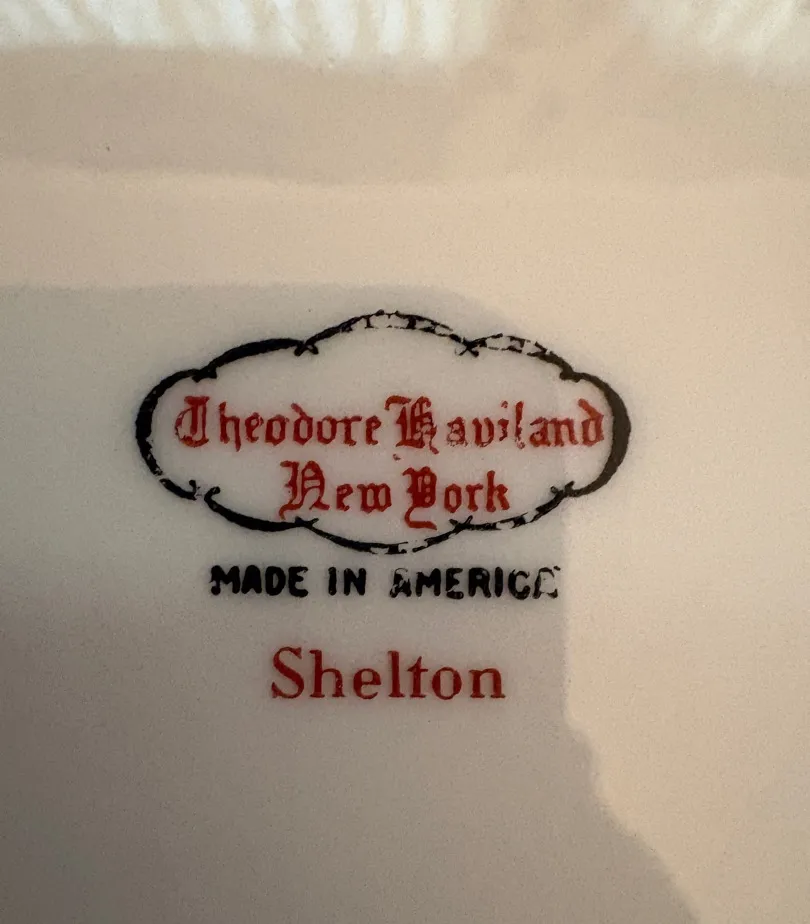 Theodore Haviland
New York
MADE IN AMERICA
Shelton